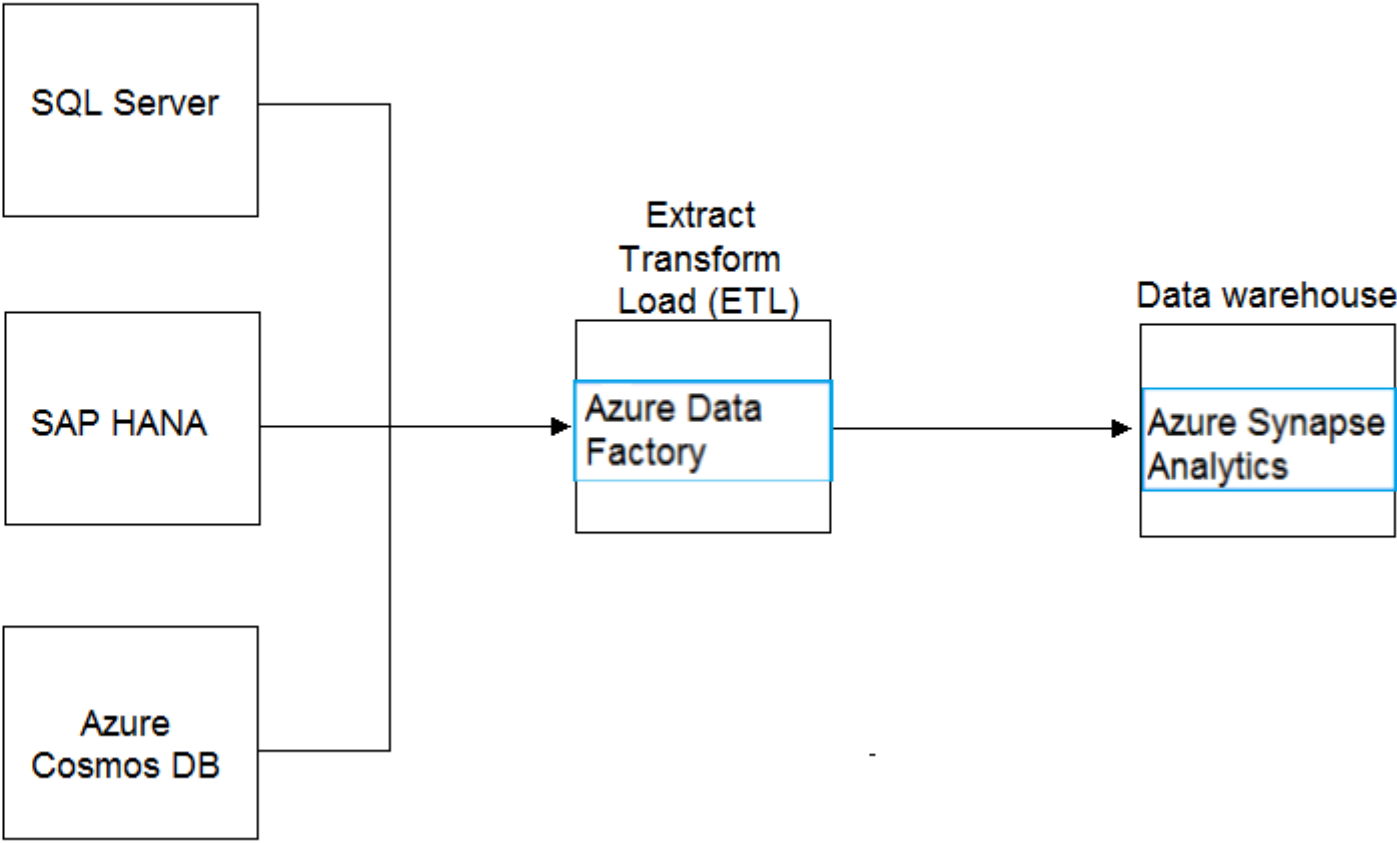 SQL Server
Extract
Transform
Load (ETL)
Data warehouse
SAP HANA
Azure Data
Factory
Azure Synapse
Analytics
Azure
Cosmos DB
-